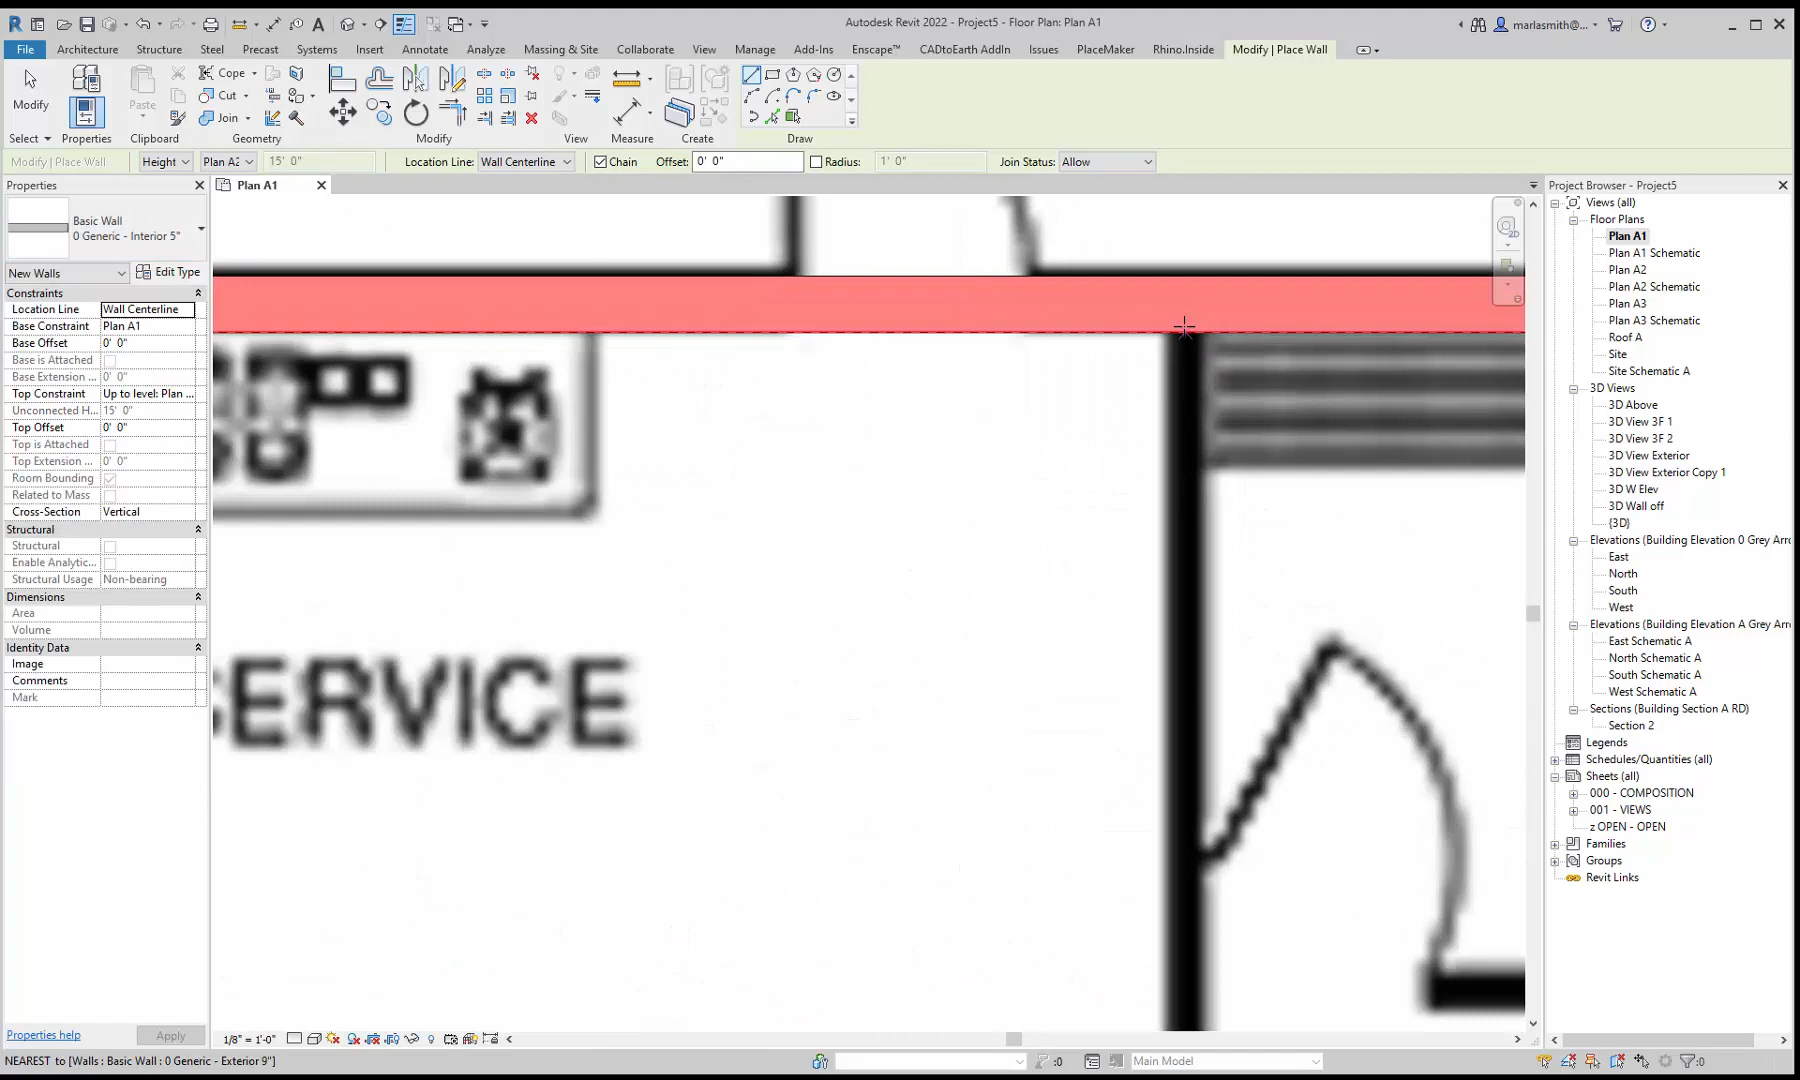 Autodesk Revit 2022 - Project5 - Floor Plan: Plan A1
marlasmith@...
File Architecture Structure Steel Precast Systems Insert Annotate Analyze Massing & Site Collaborate View Manage Add-Ins Enscape™ CADtoEarth AddIn Issues PlaceMaker Rhino.Inside Modify | Place Wall
Modify Paste Cope Cut Join
Select Properties Clipboard Geometry Modify View Measure Create Draw
Modify | Place Wall Height Plan A2 15' 0" Location Line: Wall Centerline Chain Offset: 0' 0" Radius: 1' 0" Join Status: Allow
Properties
Basic Wall
0 Generic - Interior 5"
New Walls Edit Type
Constraints
Location Line Wall Centerline
Base Constraint Plan A1
Base Offset 0' 0"
Base is Attached
Base Extension ... 0' 0"
Top Constraint Up to level: Plan ...
Unconnected H... 15' 0"
Top Offset 0' 0"
Top is Attached
Top Extension ... 0' 0"
Room Bounding
Related to Mass
Cross-Section Vertical
Structural
Structural
Enable Analytic...
Structural Usage Non-bearing
Dimensions
Area
Volume
Identity Data
Image
Comments
Mark
Properties help Apply
Plan A1
SERVICE
1/8" = 1'-0"
Project Browser - Project5
Views (all)
Floor Plans
Plan A1
Plan A1 Schematic
Plan A2
Plan A2 Schematic
Plan A3
Plan A3 Schematic
Roof A
Site
Site Schematic A
3D Views
3D Above
3D View 3F 1
3D View 3F 2
3D View Exterior
3D View Exterior Copy 1
3D W Elev
3D Wall off
{3D}
Elevations (Building Elevation 0 Grey Arro
East
North
South
West
Elevations (Building Elevation A Grey Arro
East Schematic A
North Schematic A
South Schematic A
West Schematic A
Sections (Building Section A RD)
Section 2
Legends
Schedules/Quantities (all)
Sheets (all)
000 - COMPOSITION
001 - VIEWS
z OPEN - OPEN
Families
Groups
Revit Links
NEAREST to [Walls : Basic Wall : 0 Generic - Exterior 9"] :0 Main Model :0